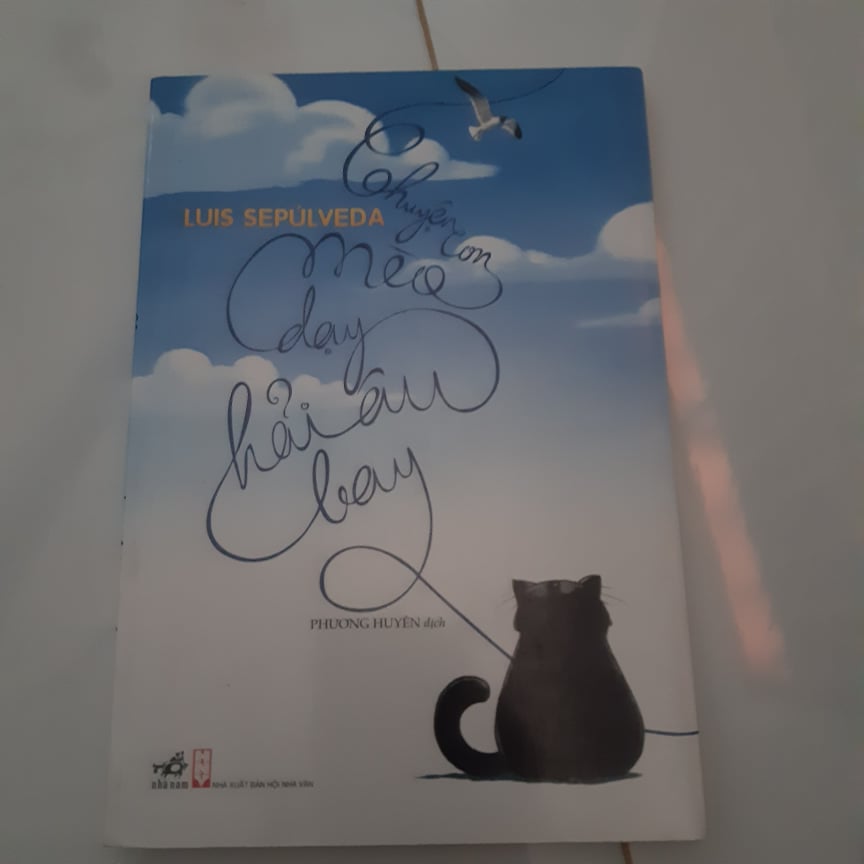 LUIS SEPÚLVEDA
Chuyện con
mèo
dạy
hải âu
bay
PHƯƠNG HUYÊN dịch
nhã nam
NHÀ XUẤT BẢN HỘI NHÀ VĂN